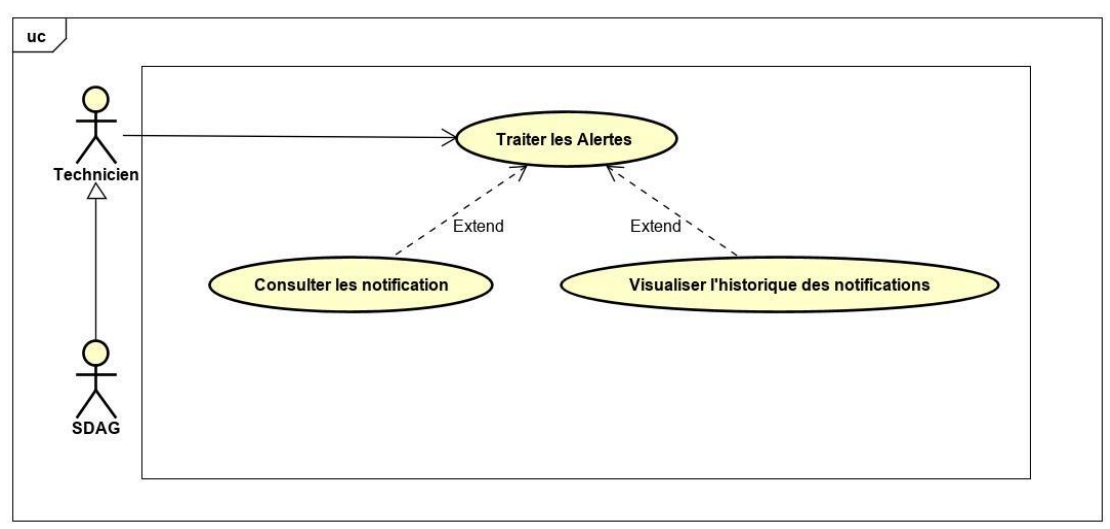 uc
Technicien
Traiter les Alertes
Extend
Extend
Consulter les notification
Visualiser l'historique des notifications
SDAG